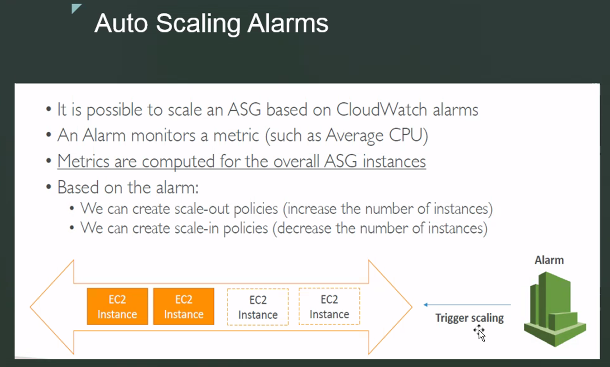 Auto Scaling Alarms
• It is possible to scale an ASG based on CloudWatch alarms
• An Alarm monitors a metric (such as Average CPU)
• Metrics are computed for the overall ASG instances
• Based on the alarm:
• We can create scale-out policies (increase the number of instances)
• We can create scale-in policies (decrease the number of instances)
EC2
Instance
EC2
Instance
EC2
Instance
EC2
Instance
Alarm
Trigger scaling